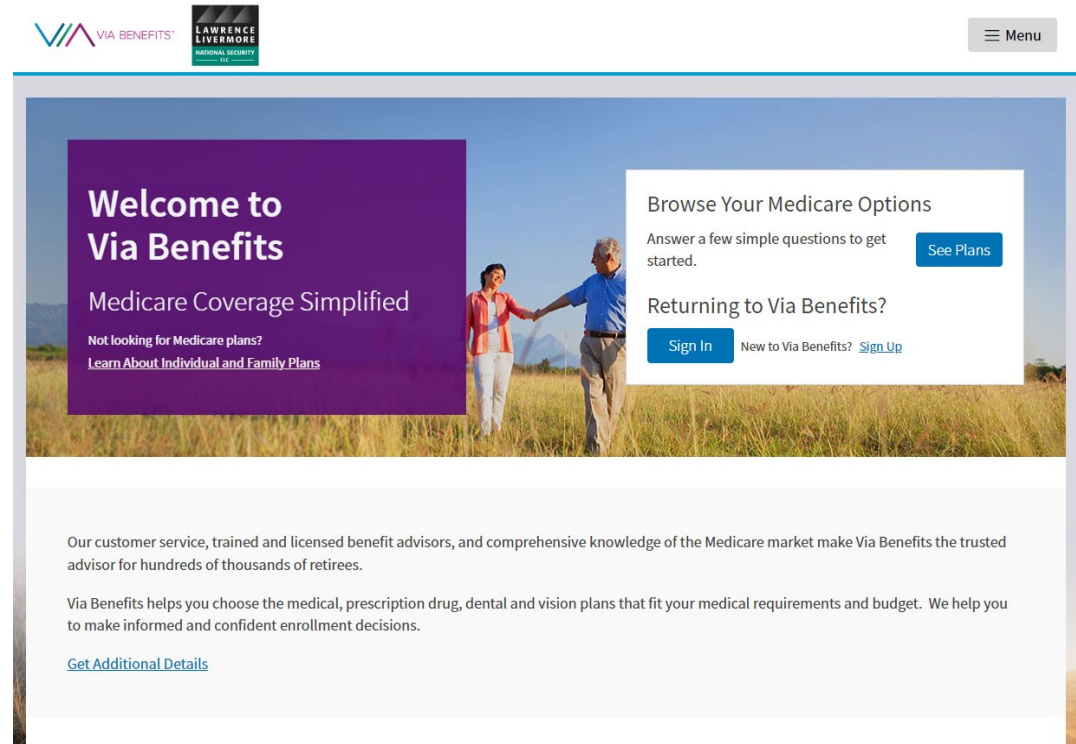 VIA BENEFITS™
LAWRENCE
LIVERMORE
NATIONAL SECURITY
LLC
Menu
Welcome to
Via Benefits
Medicare Coverage Simplified
Not looking for Medicare plans?
Learn About Individual and Family Plans
Browse Your Medicare Options
Answer a few simple questions to get
started.
See Plans
Returning to Via Benefits?
Sign In
New to Via Benefits? Sign Up
Our customer service, trained and licensed benefit advisors, and comprehensive knowledge of the Medicare market make Via Benefits the trusted
advisor for hundreds of thousands of retirees.
Via Benefits helps you choose the medical, prescription drug, dental and vision plans that fit your medical requirements and budget. We help you
to make informed and confident enrollment decisions.
Get Additional Details